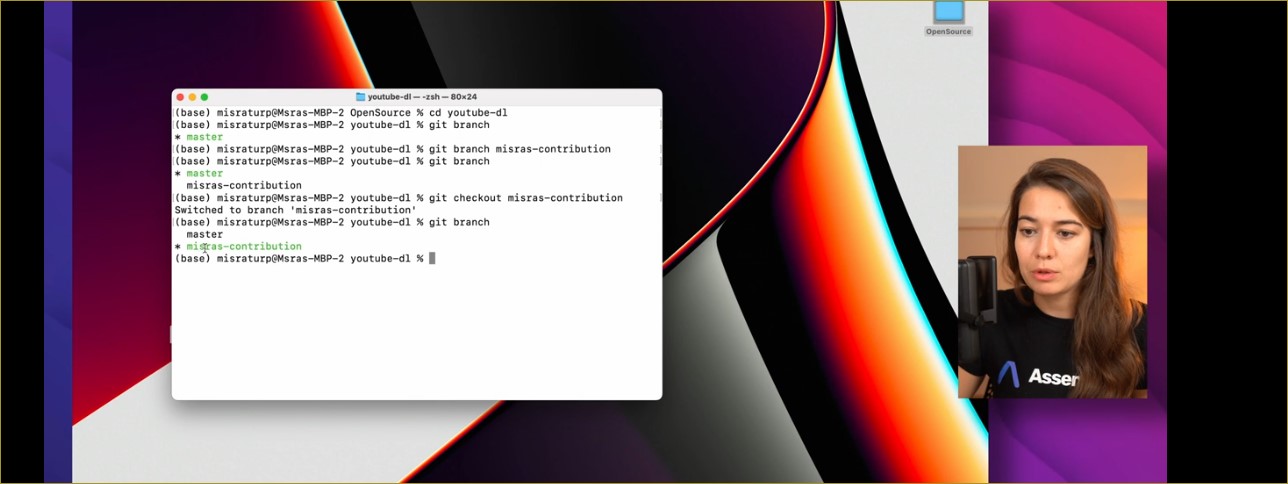 OpenSource
youtube-dl — -zsh — 80×24
(base) misraturp@Msras-MBP-2 OpenSource % cd youtube-dl
(base) misraturp@Msras-MBP-2 youtube-dl % git branch
* master
(base) misraturp@Msras-MBP-2 youtube-dl % git branch misras-contribution
(base) misraturp@Msras-MBP-2 youtube-dl % git branch
* master
misras-contribution
(base) misraturp@Msras-MBP-2 youtube-dl % git checkout misras-contribution
Switched to branch 'misras-contribution'
(base) misraturp@Msras-MBP-2 youtube-dl % git branch
master
* misras-contribution
(base) misraturp@Msras-MBP-2 youtube-dl %
Asse